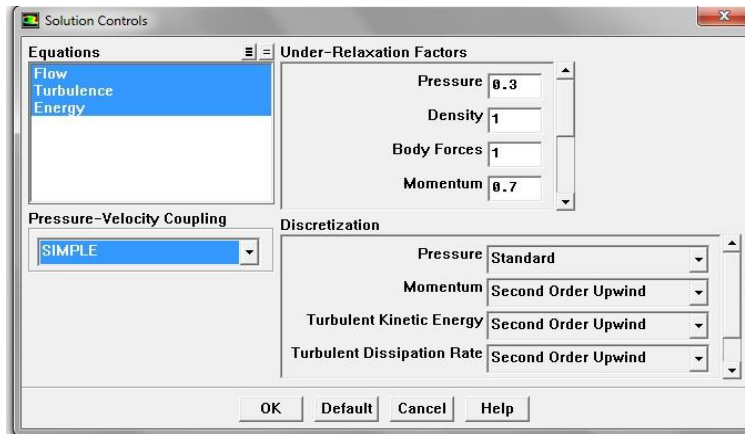 Solution Controls
Equations
Flow
Turbulence
Energy
Under-Relaxation Factors
Pressure 0.3
Density 1
Body Forces 1
Momentum 0.7
Pressure-Velocity Coupling
SIMPLE
Discretization
Pressure Standard
Momentum Second Order Upwind
Turbulent Kinetic Energy Second Order Upwind
Turbulent Dissipation Rate Second Order Upwind
OK Default Cancel Help